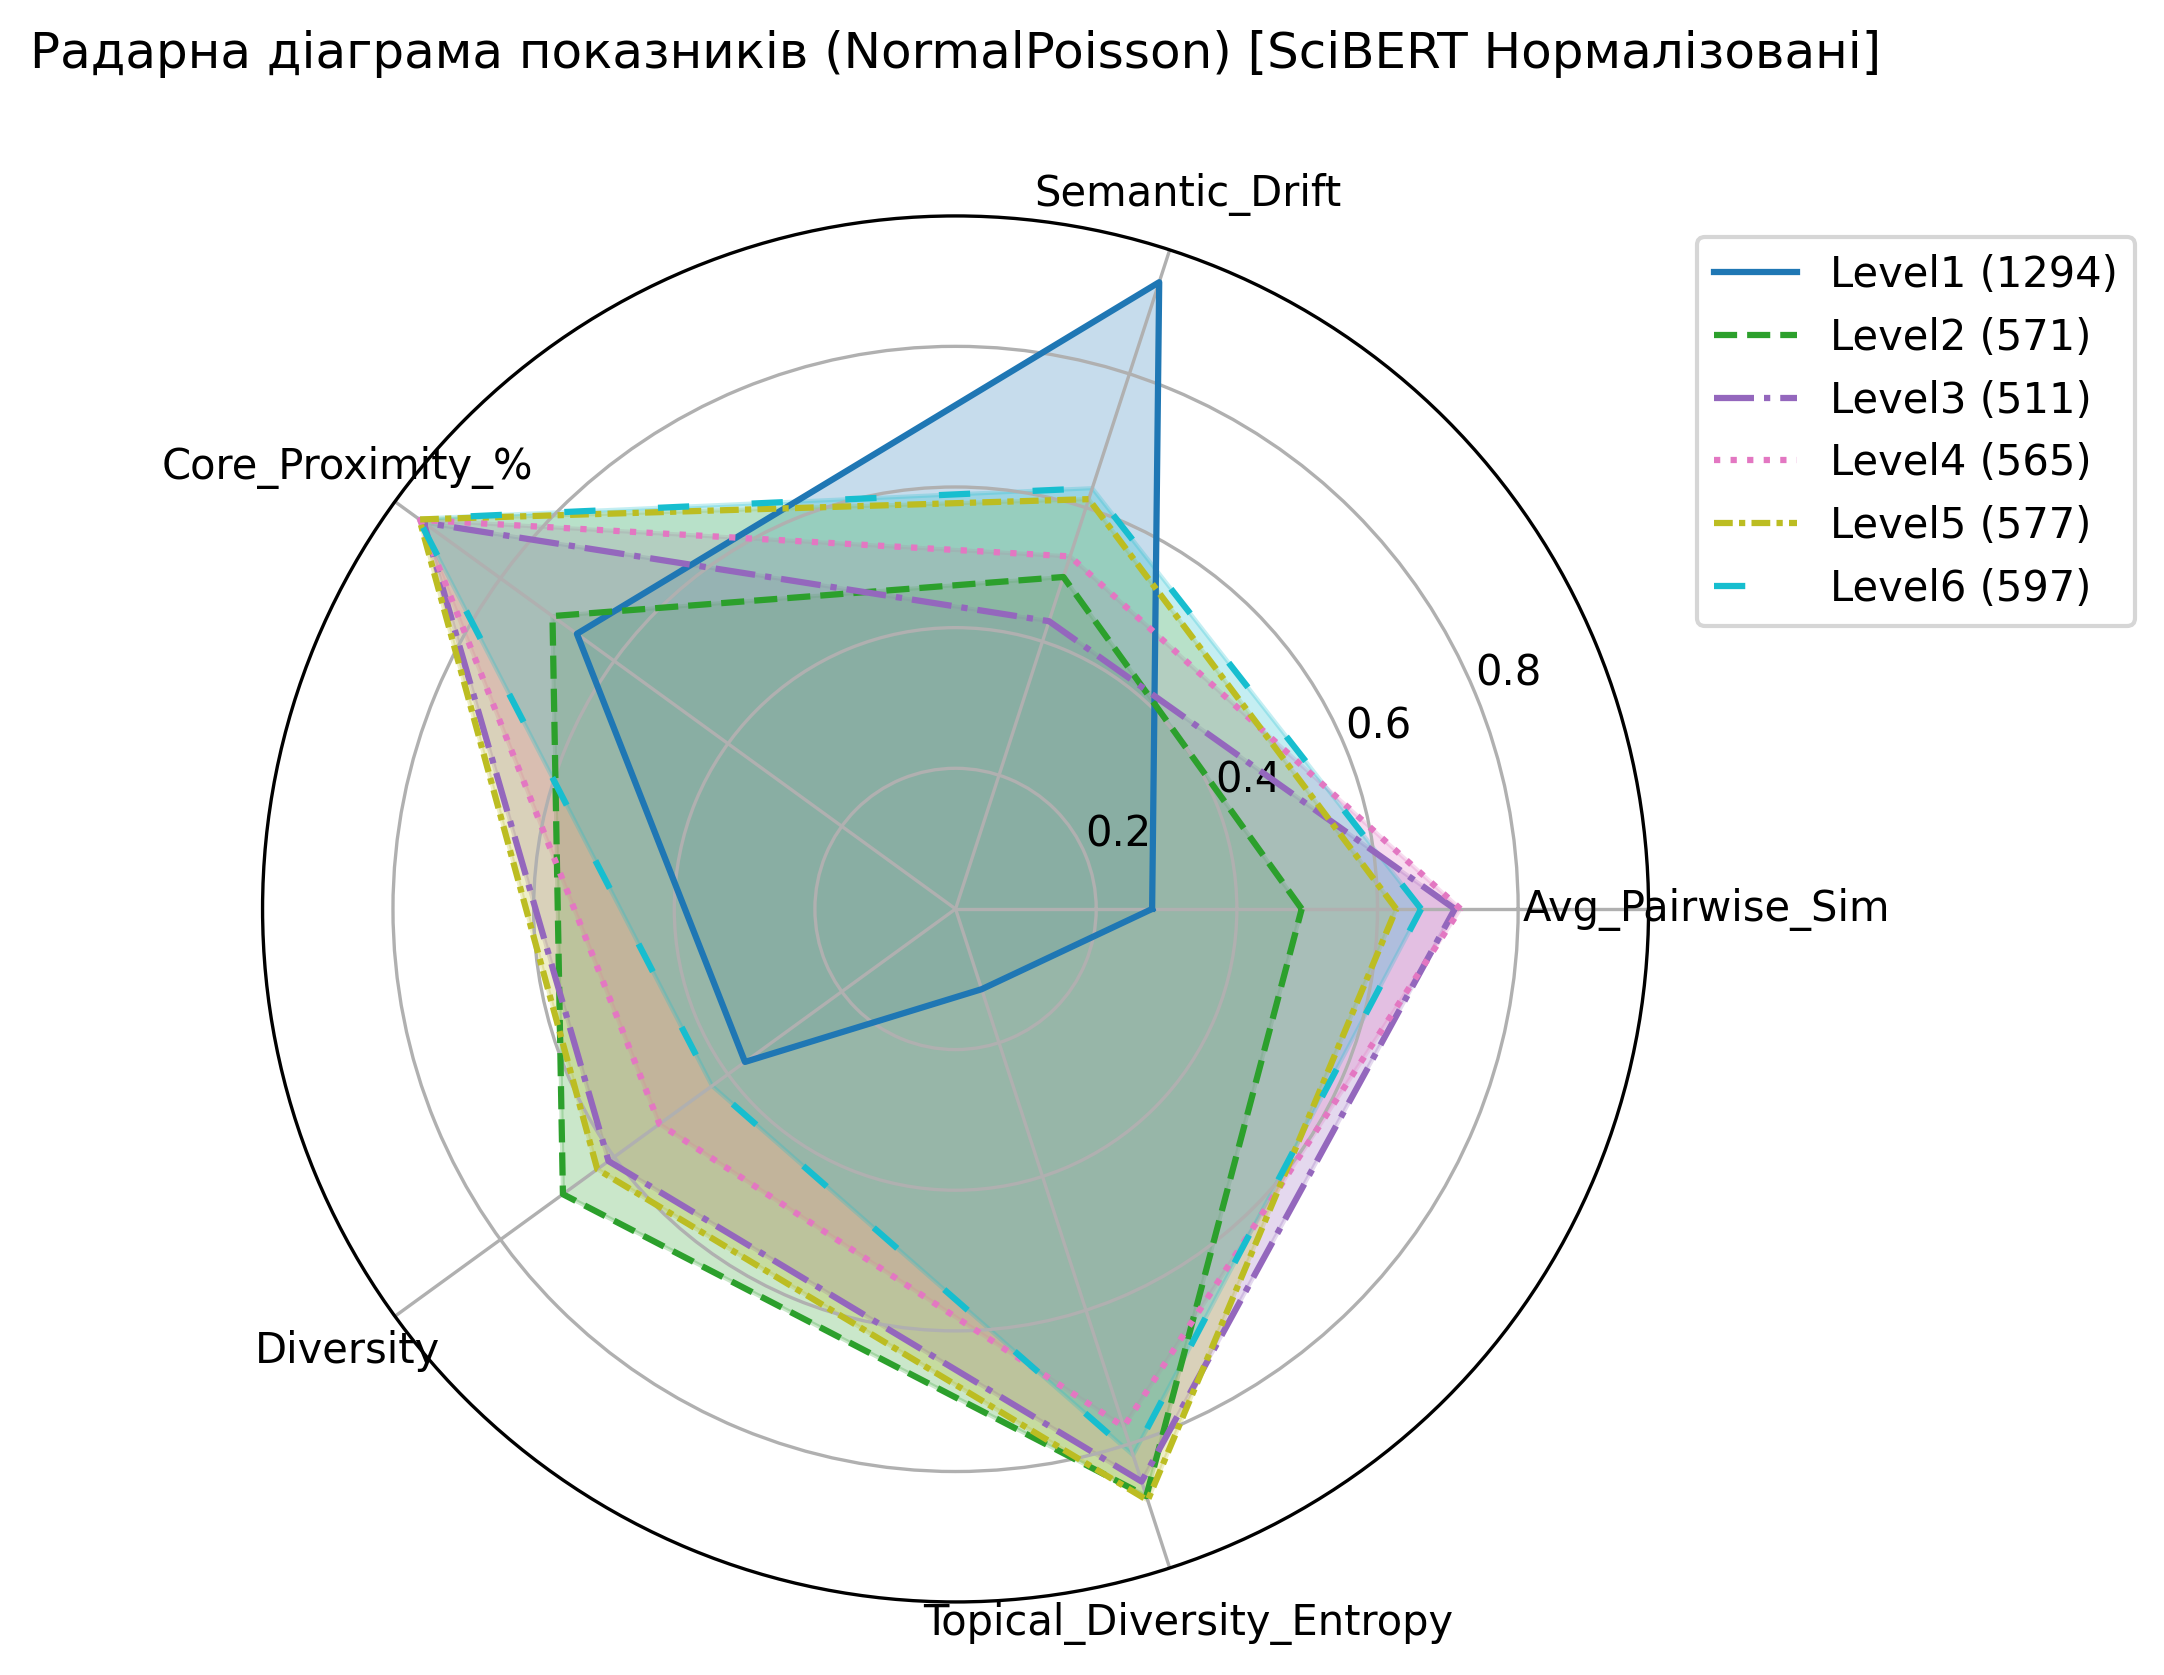 Радарна діаграма показників (NormalPoisson) [SciBERT Нормалізовані]
Semantic_Drift
Level1 (1294)
Level2 (571)
Level3 (511)
Level4 (565)
Level5 (577)
Level6 (597)
Core_Proximity_%
0.8
0.6
0.4
0.2
Avg_Pairwise_Sim
Diversity
Topical_Diversity_Entropy